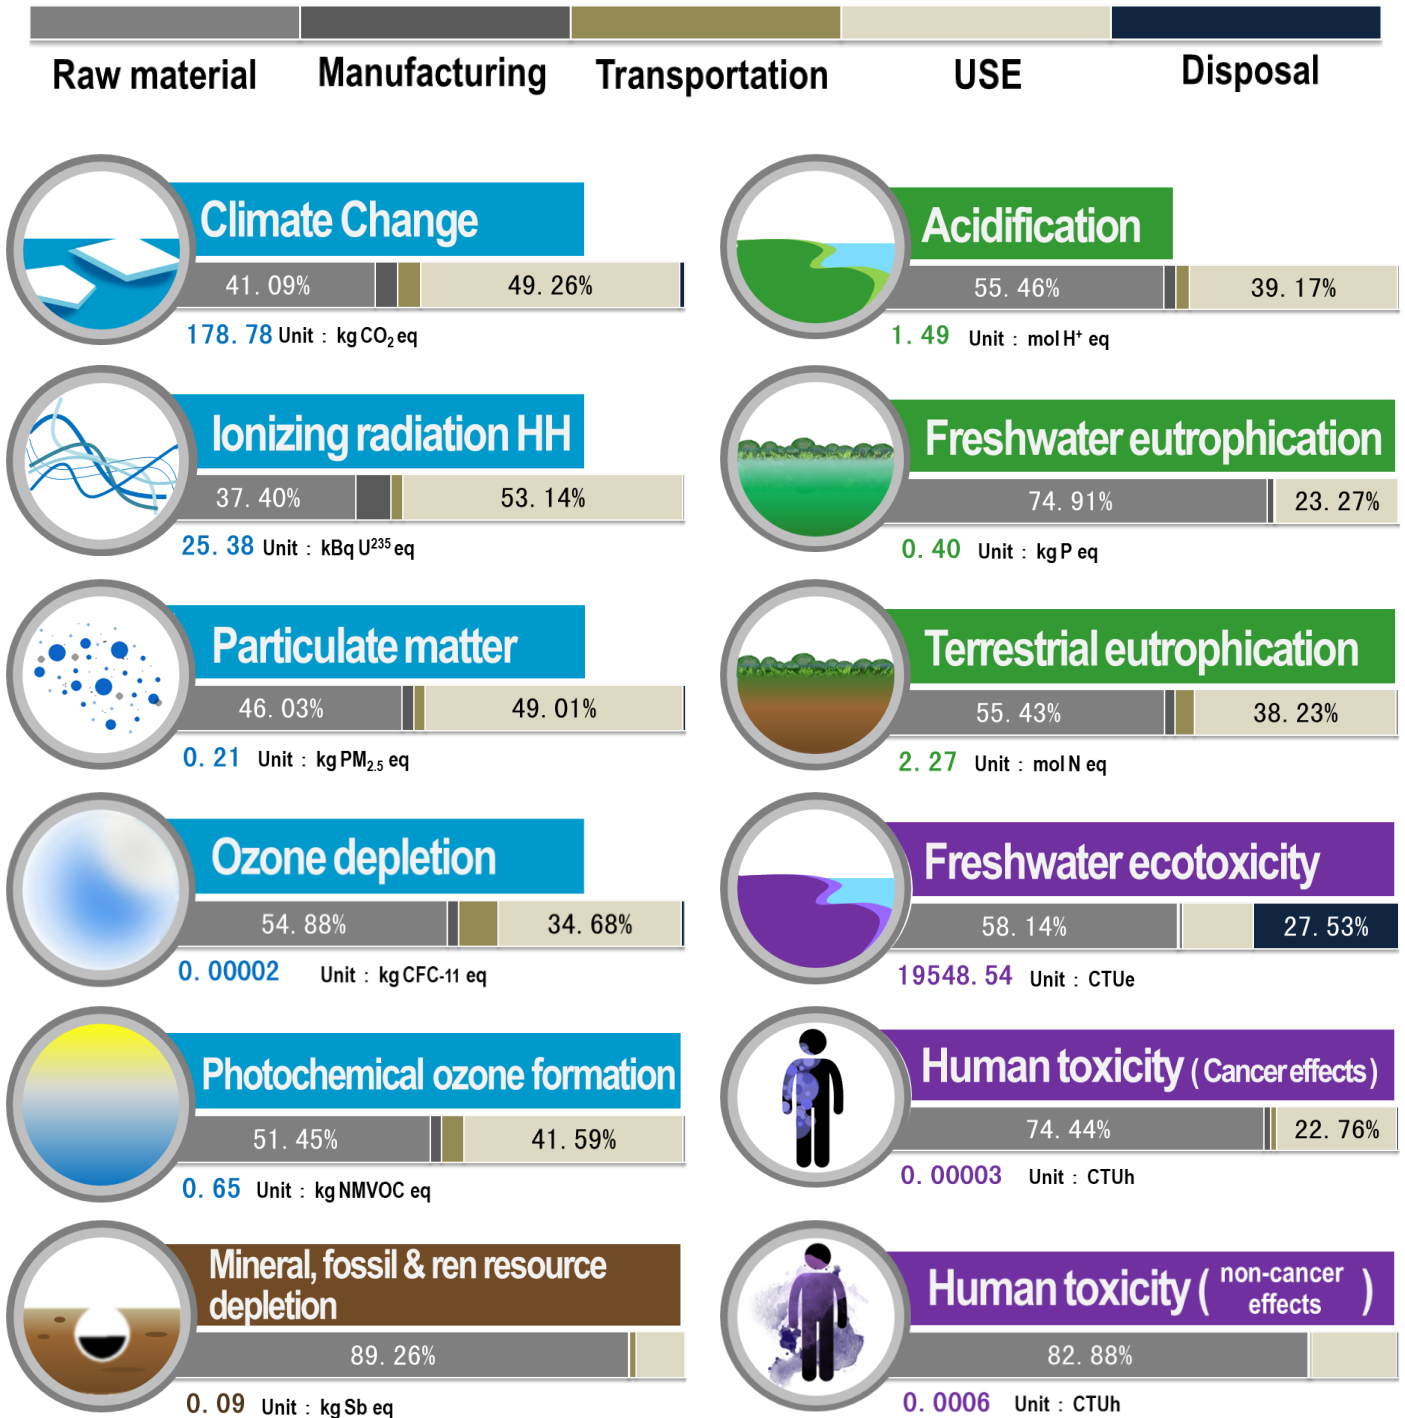 Raw material
Manufacturing
Transportation
USE
Disposal
Climate Change
41.09%
49.26%
178.78 Unit : kg CO₂ eq
Acidification
55.46%
39.17%
1.49 Unit : mol H⁺ eq
Ionizing radiation HH
37.40%
53.14%
25.38 Unit : kBq U²³⁵ eq
Freshwater eutrophication
74.91%
23.27%
0.40 Unit : kg P eq
Particulate matter
46.03%
49.01%
0.21 Unit : kg PM₂.₅ eq
Terrestrial eutrophication
55.43%
38.23%
2.27 Unit : mol N eq
Ozone depletion
54.88%
34.68%
0.00002 Unit : kg CFC-11 eq
Freshwater ecotoxicity
58.14%
27.53%
19548.54 Unit : CTUe
Photochemical ozone formation
51.45%
41.59%
0.65 Unit : kg NMVOC eq
Human toxicity (Cancer effects)
74.44%
22.76%
0.00003 Unit : CTUh
Mineral, fossil & ren resource
depletion
89.26%
0.09 Unit : kg Sb eq
Human toxicity ( non-cancer
effects )
82.88%
0.0006 Unit : CTUh